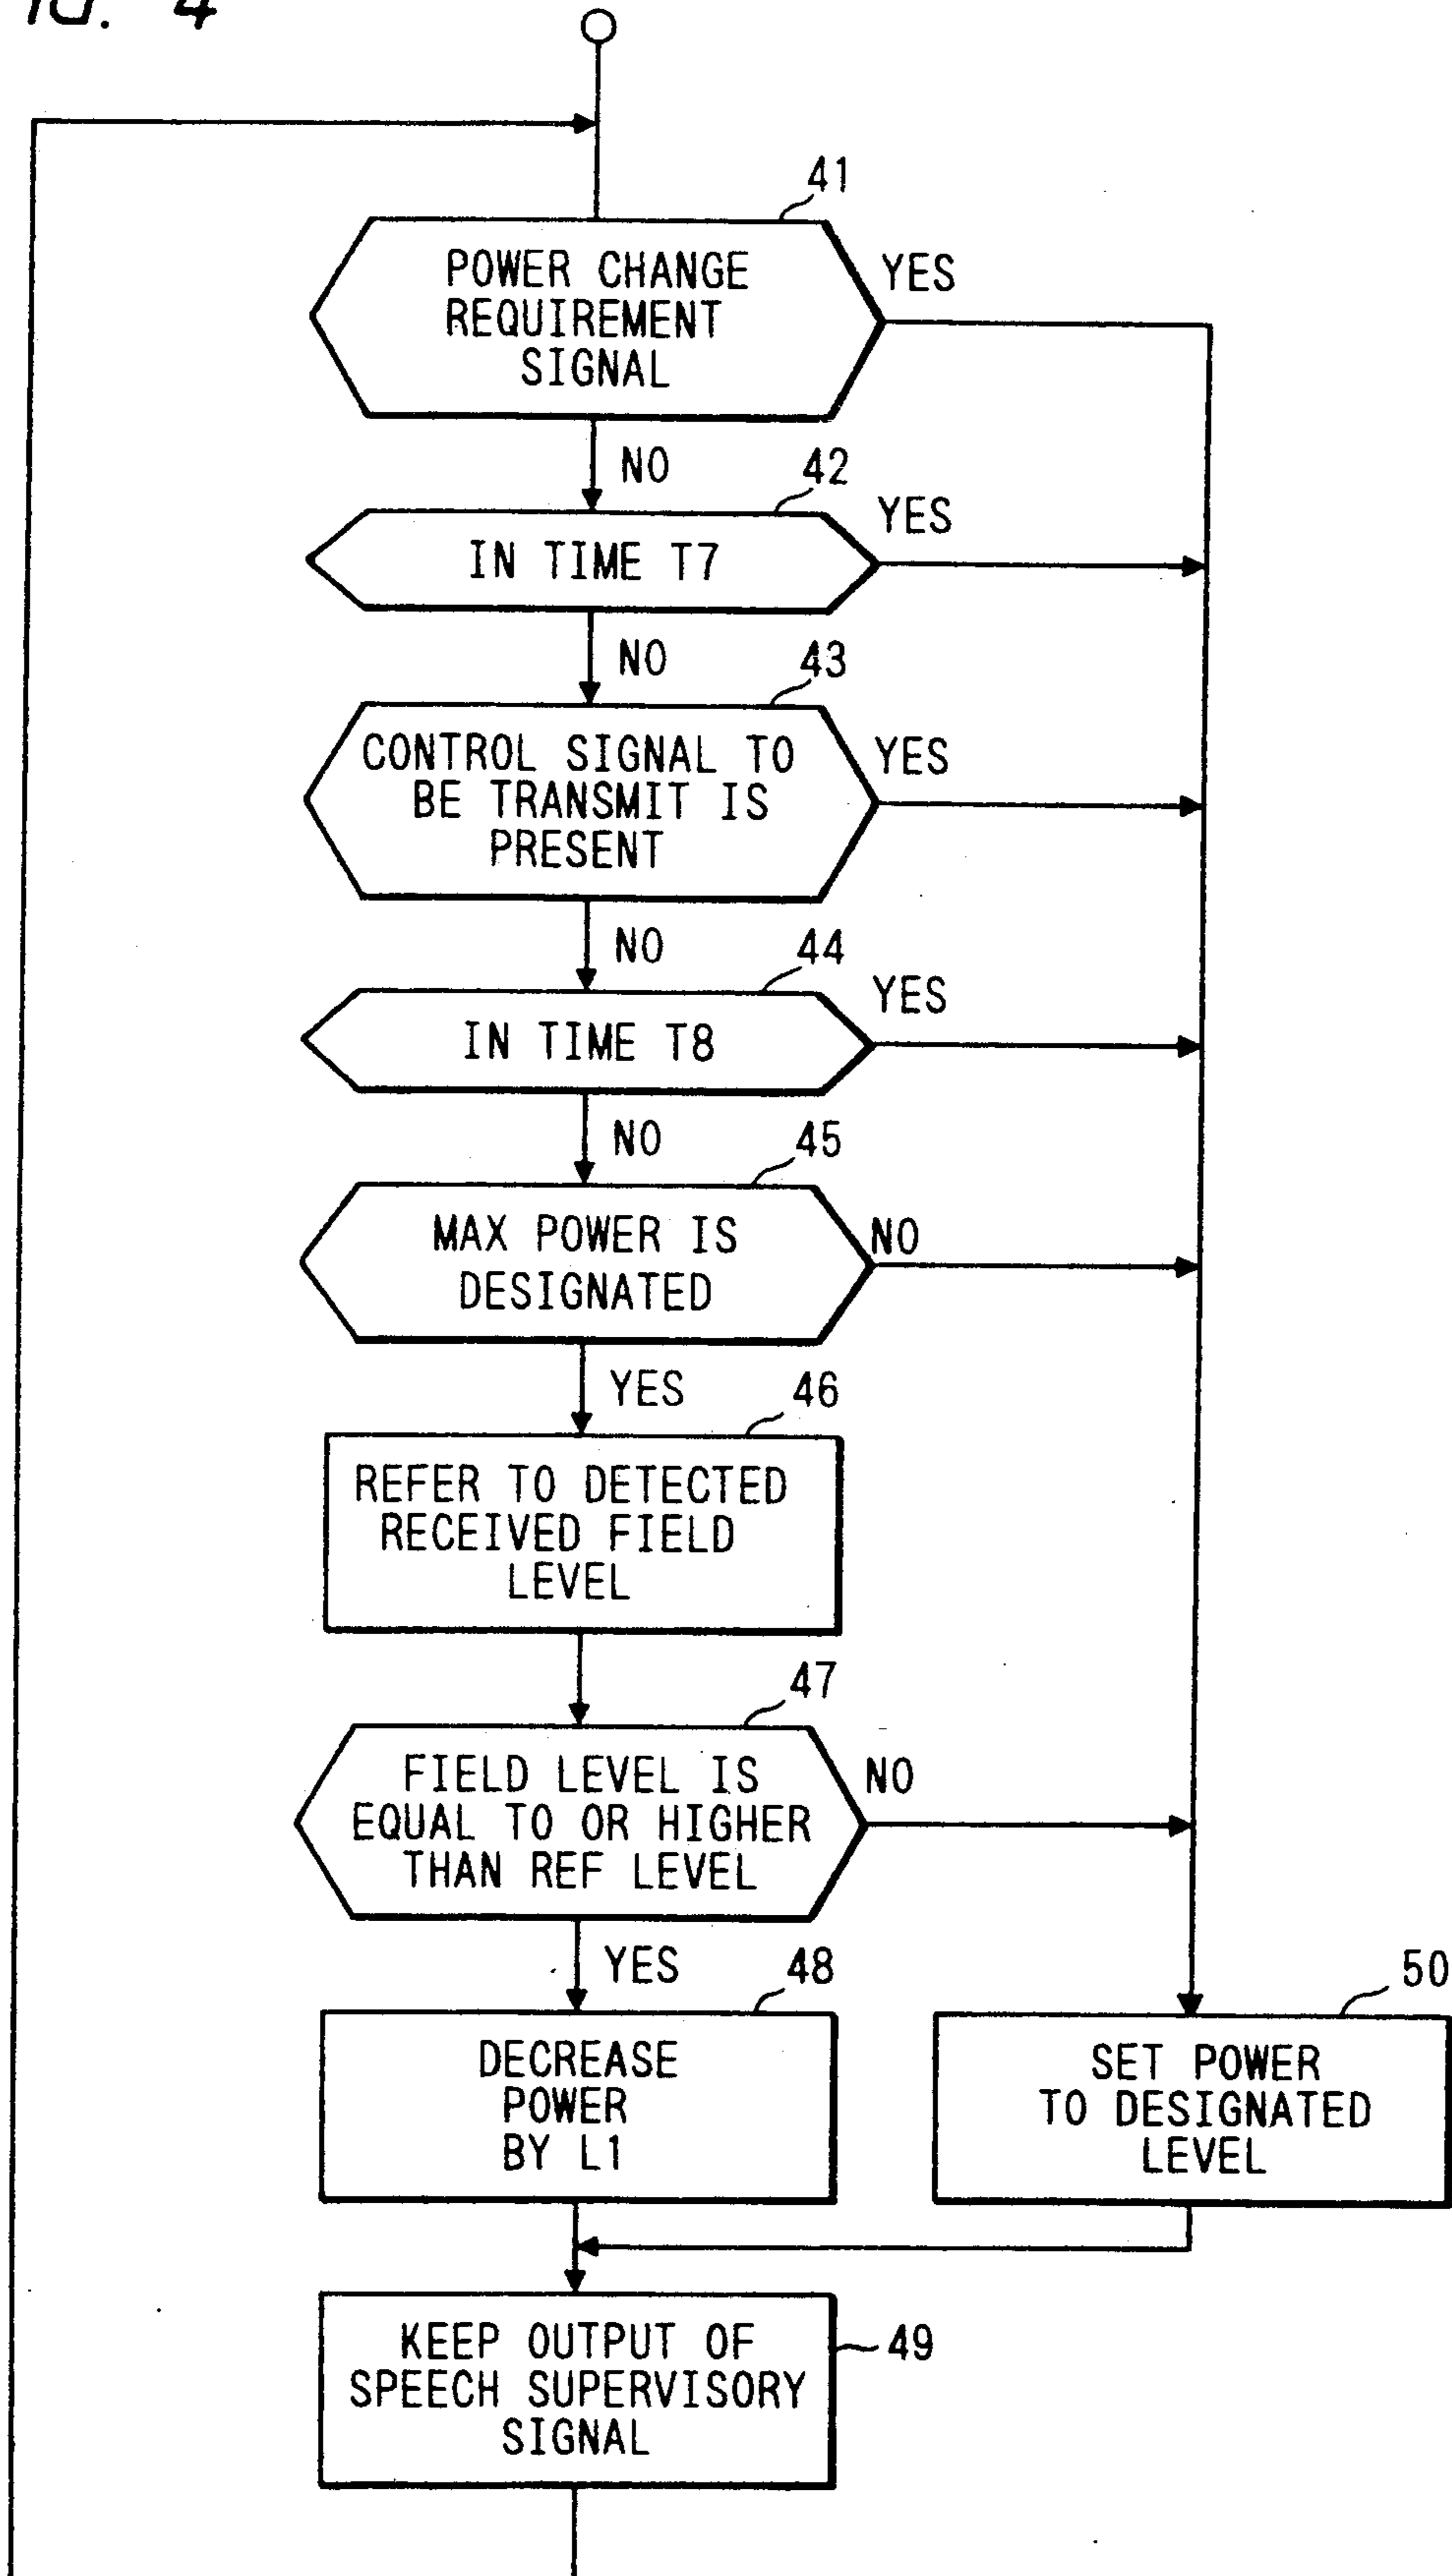 IG. 4
41
POWER CHANGE
REQUIREMENT
SIGNAL
YES
NO
42
IN TIME T7
YES
NO
43
CONTROL SIGNAL TO
BE TRANSMIT IS
PRESENT
YES
NO
44
IN TIME T8
YES
NO
45
MAX POWER IS
DESIGNATED
NO
YES
46
REFER TO DETECTED
RECEIVED FIELD
LEVEL
47
FIELD LEVEL IS
EQUAL TO OR HIGHER
THAN REF LEVEL
NO
YES
48
DECREASE
POWER
BY L1
50
SET POWER
TO DESIGNATED
LEVEL
KEEP OUTPUT OF
SPEECH SUPERVISORY
SIGNAL
49